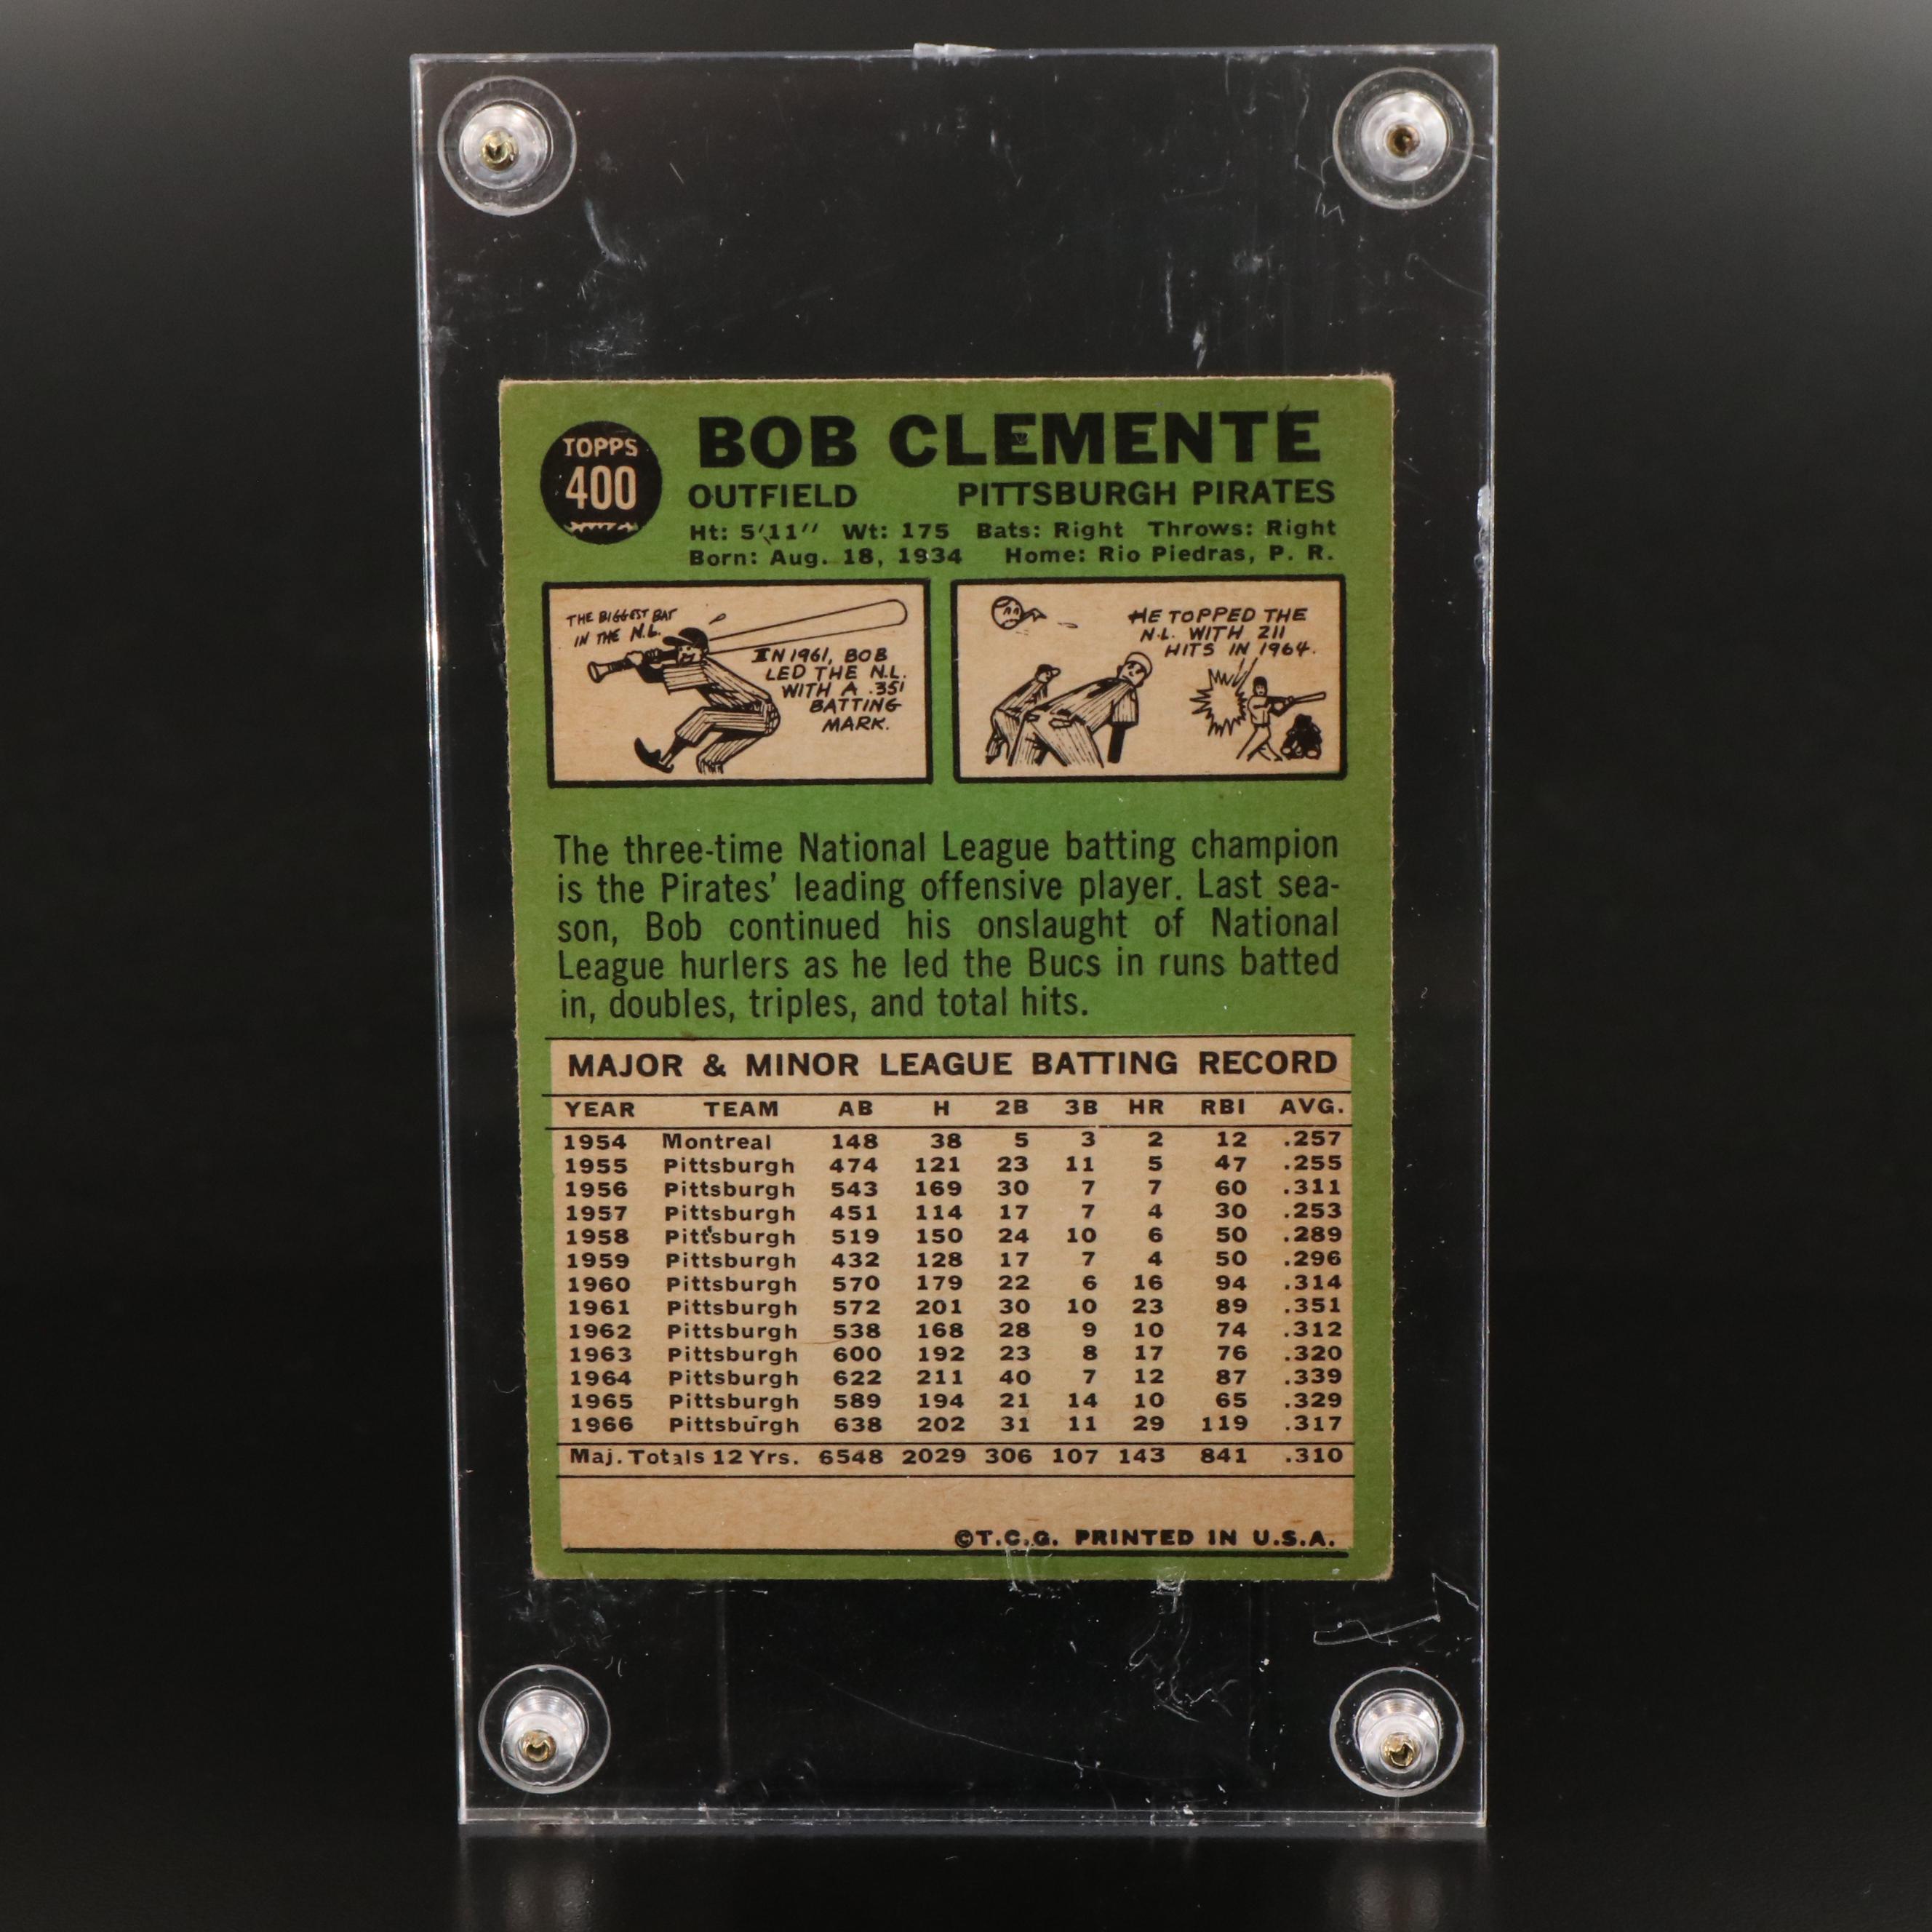 TOPPS
400
BOB CLEMENTE
OUTFIELD PITTSBURGH PIRATES
Ht: 5'11" Wt: 175 Bats: Right Throws: Right
Born: Aug. 18, 1934 Home: Rio Piedras, P. R.
THE BIGGEST BAT
IN THE N.L.
IN 1961, BOB
LED THE N.L.
WITH A .351
BATTING
MARK.
HE TOPPED THE
N.L. WITH 211
HITS IN 1964.
The three-time National League batting champion
is the Pirates' leading offensive player. Last sea-
son, Bob continued his onslaught of National
League hurlers as he led the Bucs in runs batted
in, doubles, triples, and total hits.
MAJOR & MINOR LEAGUE BATTING RECORD
YEAR TEAM AB H 2B 3B HR RBI AVG.
1954 Montreal 148 38 5 3 2 12 .257
1955 Pittsburgh 474 121 23 11 5 47 .255
1956 Pittsburgh 543 169 30 7 7 60 .311
1957 Pittsburgh 451 114 17 7 4 30 .253
1958 Pittsburgh 519 150 24 10 6 50 .289
1959 Pittsburgh 432 128 17 7 4 50 .296
1960 Pittsburgh 570 179 22 6 16 94 .314
1961 Pittsburgh 572 201 30 10 23 89 .351
1962 Pittsburgh 538 168 28 9 10 74 .312
1963 Pittsburgh 600 192 23 8 17 76 .320
1964 Pittsburgh 622 211 40 7 12 87 .339
1965 Pittsburgh 589 194 21 14 10 65 .329
1966 Pittsburgh 638 202 31 11 29 119 .317
Maj. Totals 12 Yrs. 6548 2029 306 107 143 841 .310
©T.C.G. PRINTED IN U.S.A.